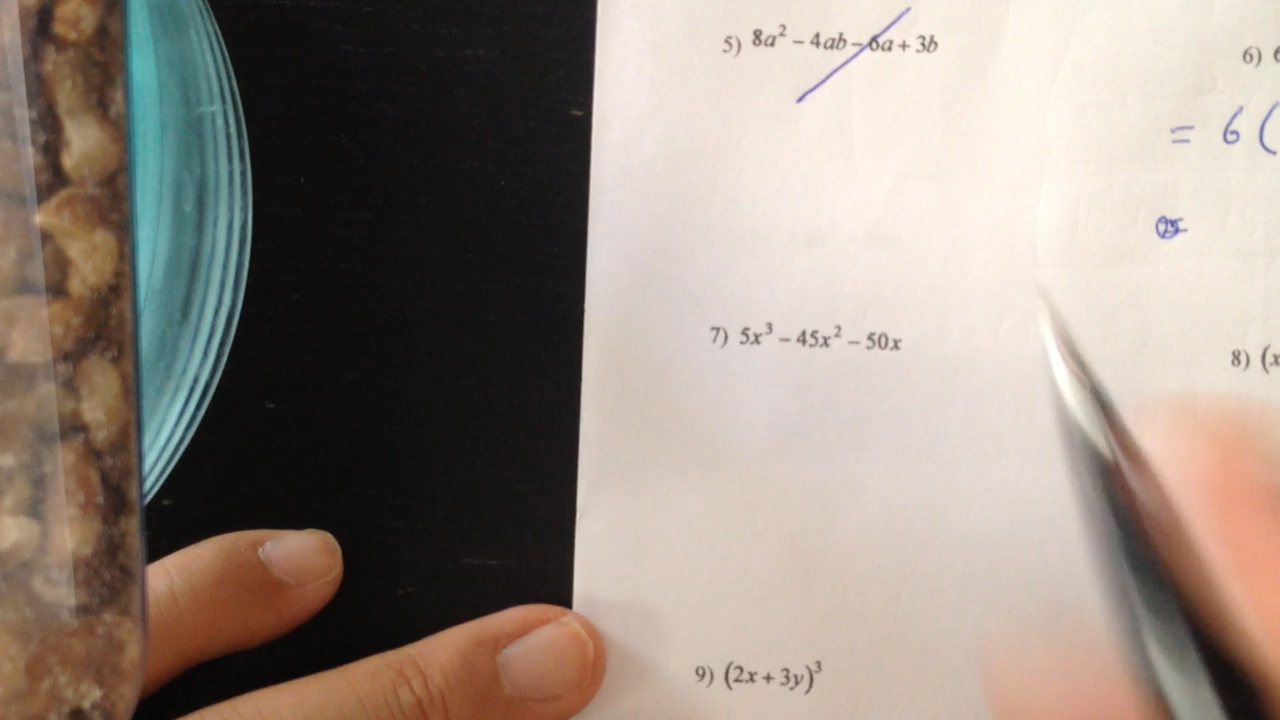 5) 8a² – 4ab – 6a + 3b
6)
= 6 (
7) 5x³ – 45x² – 50x
8) (x
9) (2x + 3y)³